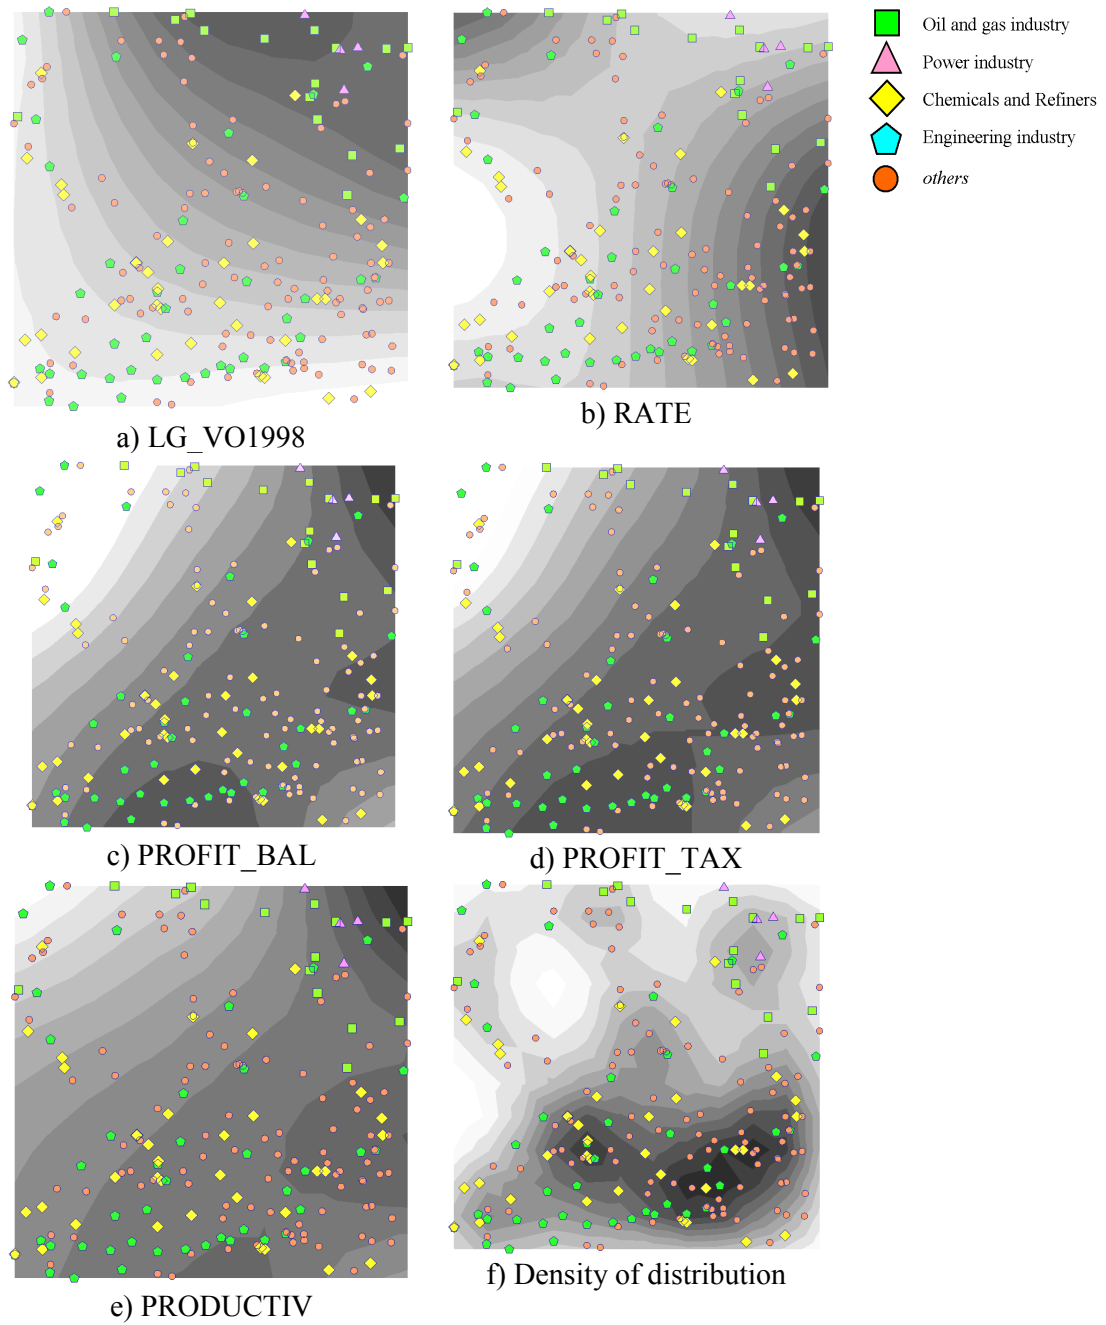 Oil and gas industry
Power industry
Chemicals and Refiners
Engineering industry
others
a) LG_VO1998
b) RATE
c) PROFIT_BAL
d) PROFIT_TAX
e) PRODUCTIV
f) Density of distribution